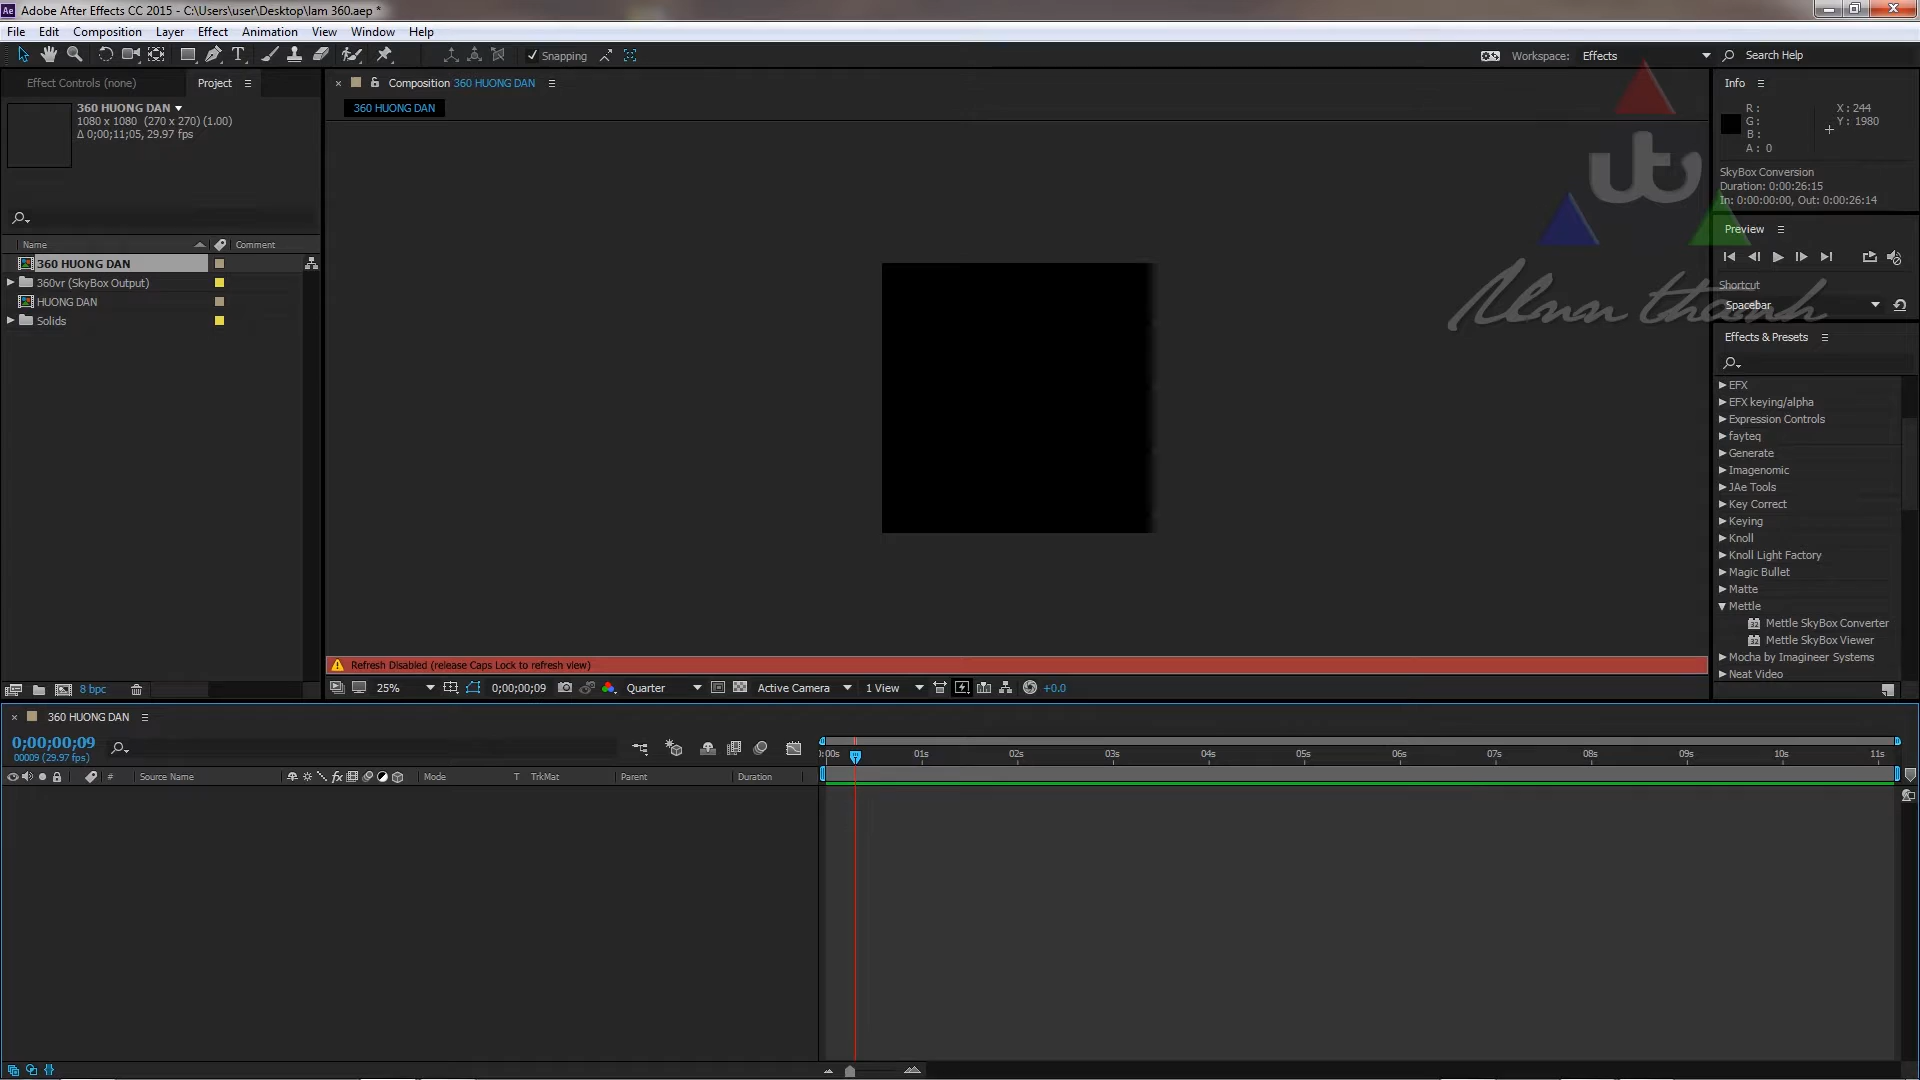 Ae Adobe After Effects CC 2015 - C:\Users\user\Desktop\lam 360.aep *
File Edit Composition Layer Effect Animation View Window Help
Snapping
Workspace: Effects
Search Help
Effect Controls (none) Project
360 HUONG DAN
1080 x 1080 (270 x 270) (1.00)
Δ 0;00;11;05, 29.97 fps
Name Comment
360 HUONG DAN
360vr (SkyBox Output)
HUONG DAN
Solids
8 bpc
Composition 360 HUONG DAN
360 HUONG DAN
Refresh Disabled (release Caps Lock to refresh view)
25% 0;00;00;09 Quarter Active Camera 1 View +0.0
Info
R :
G :
B :
A : 0
X : 244
Y : 1980
SkyBox Conversion
Duration: 0:00:26:15
In: 0:00:00:00, Out: 0:00:26:14
Preview
Shortcut
Spacebar
Effects & Presets
EFX
EFX keying/alpha
Expression Controls
fayteq
Generate
Imagenomic
JAe Tools
Key Correct
Keying
Knoll
Knoll Light Factory
Magic Bullet
Matte
Mettle
32 Mettle SkyBox Converter
32 Mettle SkyBox Viewer
Mocha by Imagineer Systems
Neat Video
360 HUONG DAN
0;00;00;09
00009 (29.97 fps)
# Source Name fx Mode T TrkMat Parent Duration
):00s 01s 02s 03s 04s 05s 06s 07s 08s 09s 10s 11s